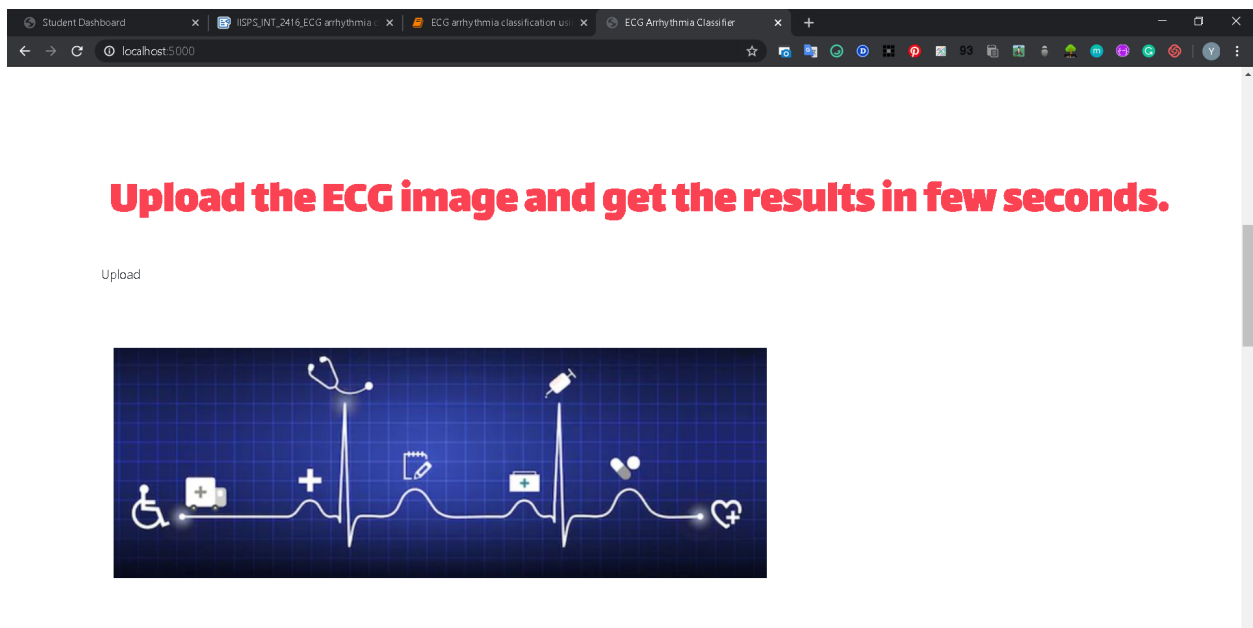 Student Dashboard
IISPS_INT_2416_ECG arrhythmia c
ECG arrhythmia classification usi
ECG Arrhythmia Classifier
localhost:5000
93
Y
Upload the ECG image and get the results in few seconds.
Upload